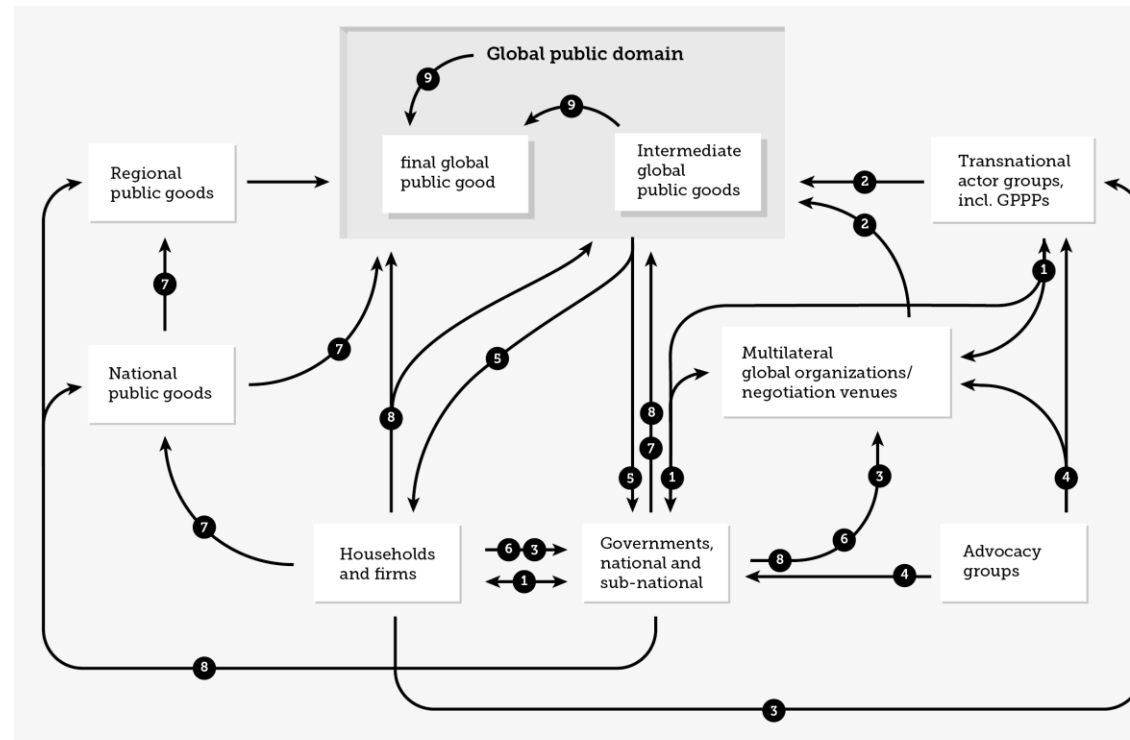 Global public domain
9
9
final global
public good
Intermediate
global
public goods
Regional
public goods
Transnational
actor groups,
incl. GPPPs
2
2
1
7
National
public goods
7
5
Multilateral
global organizations/
negotiation venues
8
8
7
5
1
3
4
7
6
Households
and firms
6 3
1
Governments,
national and
sub-national
8
4
Advocacy
groups
8
3